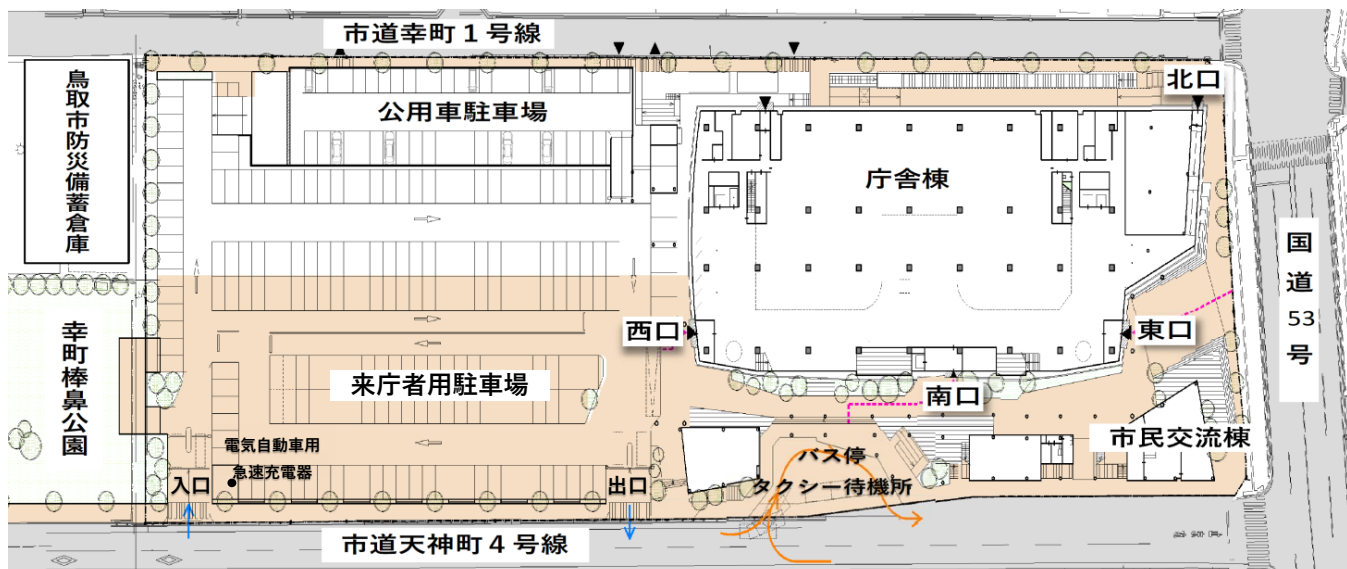 市道幸町1号線
鳥取市防災備蓄倉庫
公用車駐車場
北口
庁舎棟
国道53号
西口
東口
幸町棒鼻公園
来庁者用駐車場
南口
市民交流棟
電気自動車用
急速充電器
バス停
タクシー待機所
入口
出口
市道天神町4号線